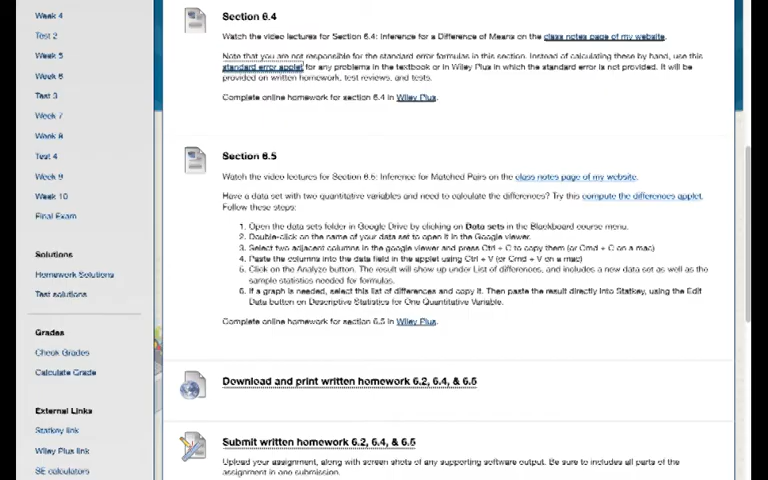 Week 4
Test 2
Week 5
Week 6
Test 3
Week 7
Week 8
Test 4
Week 9
Week 10
Final Exam
Solutions
Homework Solutions
Test solutions
Grades
Check Grades
Calculate Grade
External Links
Statkey link
Wiley Plus link
SE calculators
Section 6.4
Watch the video lectures for Section 6.4: Inference for a Difference of Means on the class notes page of my website.
Note that you are not responsible for the standard error formulas in this section. Instead of calculating these by hand, use this
standard error applet for any problems in the textbook or in Wiley Plus in which the standard error is not provided. It will be
provided on written homework, test reviews, and tests.
Complete online homework for section 6.4 in Wiley Plus.
Section 6.5
Watch the video lectures for Section 6.5: Inference for Matched Pairs on the class notes page of my website.
Have a data set with two quantitative variables and need to calculate the differences? Try this compute the differences applet.
Follow these steps:
1. Open the data sets folder in Google Drive by clicking on Data sets in the Blackboard course menu.
2. Double-click on the name of your data set to open it in the Google viewer.
3. Select two adjacent columns in the google viewer and press Ctrl + C to copy them (or Cmd + C on a mac)
4. Paste the columns into the data field in the applet using Ctrl + V (or Cmd + V on a mac)
5. Click on the Analyze button. The result will show up under List of differences, and includes a new data set as well as the
sample statistics needed for formulas.
6. If a graph is needed, select this list of differences and copy it. Then paste the result directly into Statkey, using the Edit
Data button on Descriptive Statistics for One Quantitative Variable.
Complete online homework for section 6.5 in Wiley Plus.
Download and print written homework 6.2, 6.4, & 6.5
Submit written homework 6.2, 6.4, & 6.5
Upload your assignment, along with screen shots of any supporting software output. Be sure to include all parts of the
assignment in one submission.